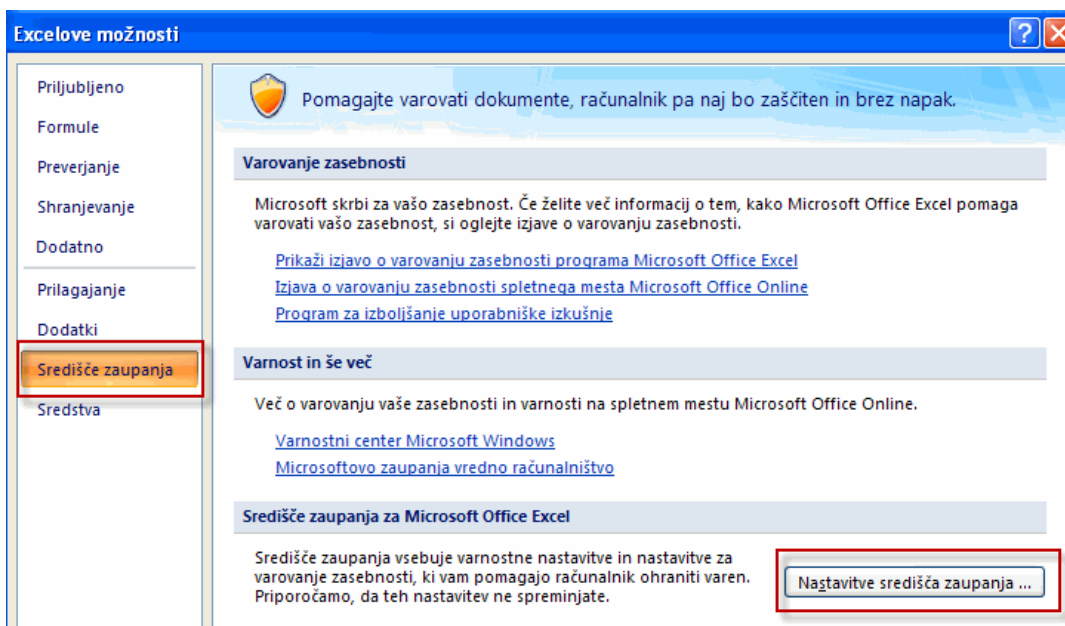 Excelove možnosti
Priljubljeno
Formule
Preverjanje
Shranjevanje
Dodatno
Prilagajanje
Dodatki
Središče zaupanja
Sredstva
Pomagajte varovati dokumente, računalnik pa naj bo zaščiten in brez napak.
Varovanje zasebnosti
Microsoft skrbi za vašo zasebnost. Če želite več informacij o tem, kako Microsoft Office Excel pomaga
varovati vašo zasebnost, si oglejte izjave o varovanju zasebnosti.
Prikaži izjavo o varovanju zasebnosti programa Microsoft Office Excel
Izjava o varovanju zasebnosti spletnega mesta Microsoft Office Online
Program za izboljšanje uporabniške izkušnje
Varnost in še več
Več o varovanju vaše zasebnosti in varnosti na spletnem mestu Microsoft Office Online.
Varnostni center Microsoft Windows
Microsoftovo zaupanja vredno računalništvo
Središče zaupanja za Microsoft Office Excel
Središče zaupanja vsebuje varnostne nastavitve in nastavitve za
varovanje zasebnosti, ki vam pomagajo računalnik ohraniti varen.
Priporočamo, da teh nastavitev ne spreminjate.
Nastavitve središča zaupanja ...